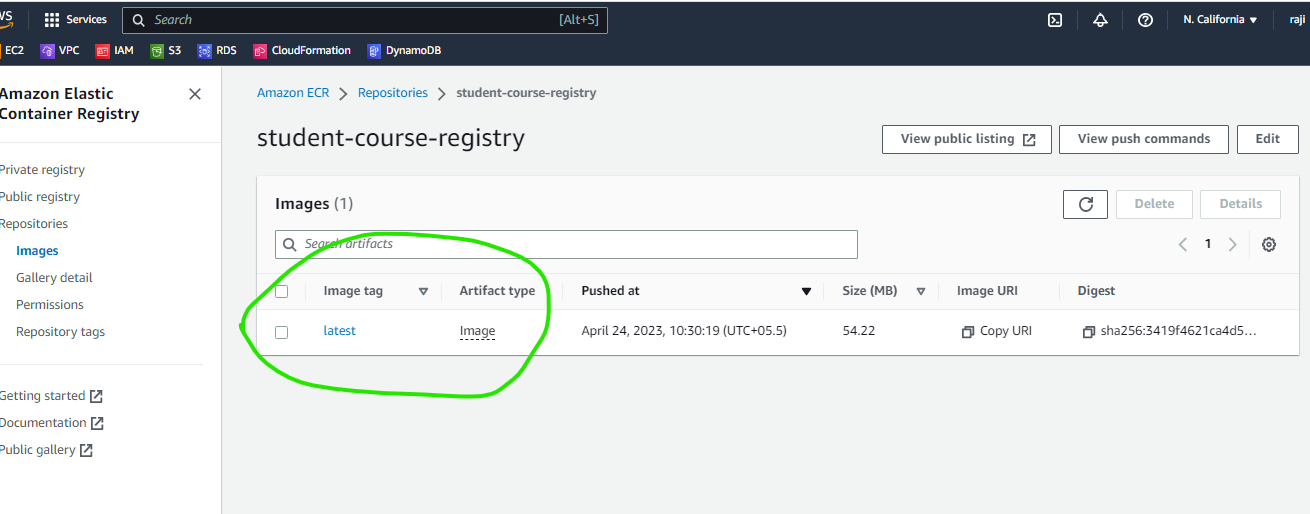 Services Search [Alt+S] N. California raji
EC2 VPC IAM S3 RDS CloudFormation DynamoDB
Amazon Elastic
Container Registry
Private registry
Public registry
Repositories
Images
Gallery detail
Permissions
Repository tags
Getting started
Documentation
Public gallery
Amazon ECR Repositories student-course-registry
student-course-registry View public listing View push commands Edit
Images (1) Delete Details
Search artifacts 1
Image tag Artifact type Pushed at Size (MB) Image URI Digest
latest Image April 24, 2023, 10:30:19 (UTC+05.5) 54.22 Copy URI sha256:3419f4621ca4d5...